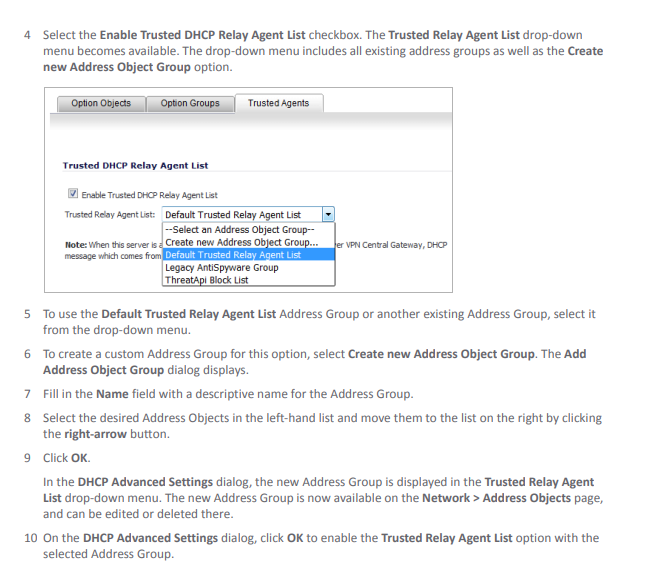 4 Select the Enable Trusted DHCP Relay Agent List checkbox. The Trusted Relay Agent List drop-down
menu becomes available. The drop-down menu includes all existing address groups as well as the Create
new Address Object Group option.
Option Objects Option Groups Trusted Agents
Trusted DHCP Relay Agent List
Enable Trusted DHCP Relay Agent List
Trusted Relay Agent List: Default Trusted Relay Agent List
--Select an Address Object Group--
Note: When this server is a Create new Address Object Group... er VPN Central Gateway, DHCP
message which comes from Default Trusted Relay Agent List
Legacy AntiSpyware Group
ThreatApi Block List
5 To use the Default Trusted Relay Agent List Address Group or another existing Address Group, select it
from the drop-down menu.
6 To create a custom Address Group for this option, select Create new Address Object Group. The Add
Address Object Group dialog displays.
7 Fill in the Name field with a descriptive name for the Address Group.
8 Select the desired Address Objects in the left-hand list and move them to the list on the right by clicking
the right-arrow button.
9 Click OK.
In the DHCP Advanced Settings dialog, the new Address Group is displayed in the Trusted Relay Agent
List drop-down menu. The new Address Group is now available on the Network > Address Objects page,
and can be edited or deleted there.
10 On the DHCP Advanced Settings dialog, click OK to enable the Trusted Relay Agent List option with the
selected Address Group.